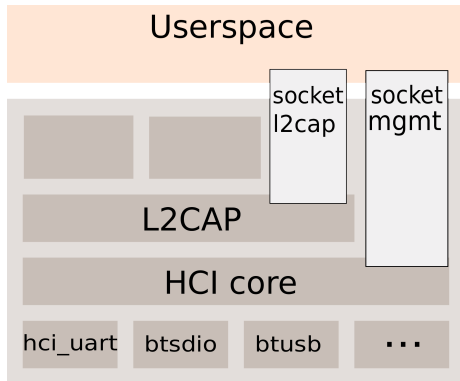 Userspace
socket
l2cap
socket
mgmt
L2CAP
HCI core
hci_uart
btsdio
btusb
...